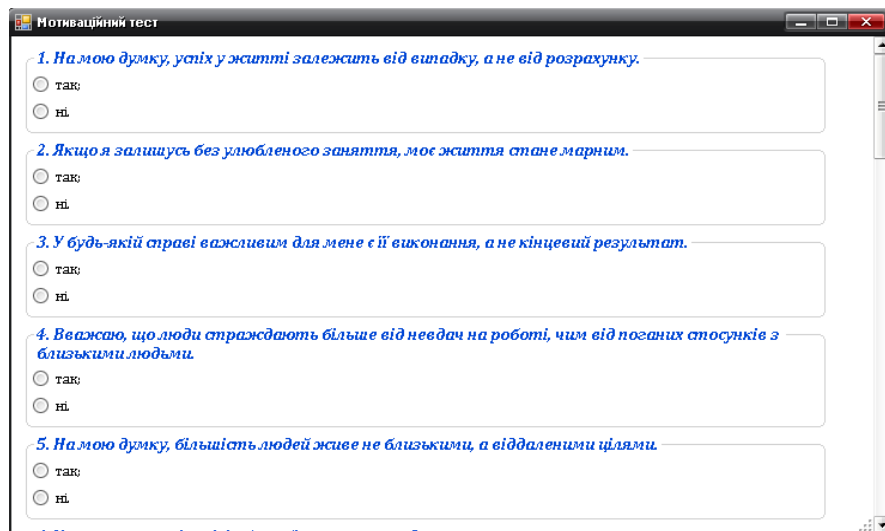 Мотиваційний тест
1. На мою думку, успіх у житті залежить від випадку, а не від розрахунку.
так;
ні.
2. Якщо я залишусь без улюбленого заняття, моє життя стане марним.
так;
ні.
3. У будь-якій справі важливим для мене є її виконання, а не кінцевий результат.
так;
ні.
4. Вважаю, що люди страждають більше від невдач на роботі, чим від поганих стосунків з
близькими людьми.
так;
ні.
5. На мою думку, більшість людей живе не близькими, а віддаленими цілями.
так;
ні.